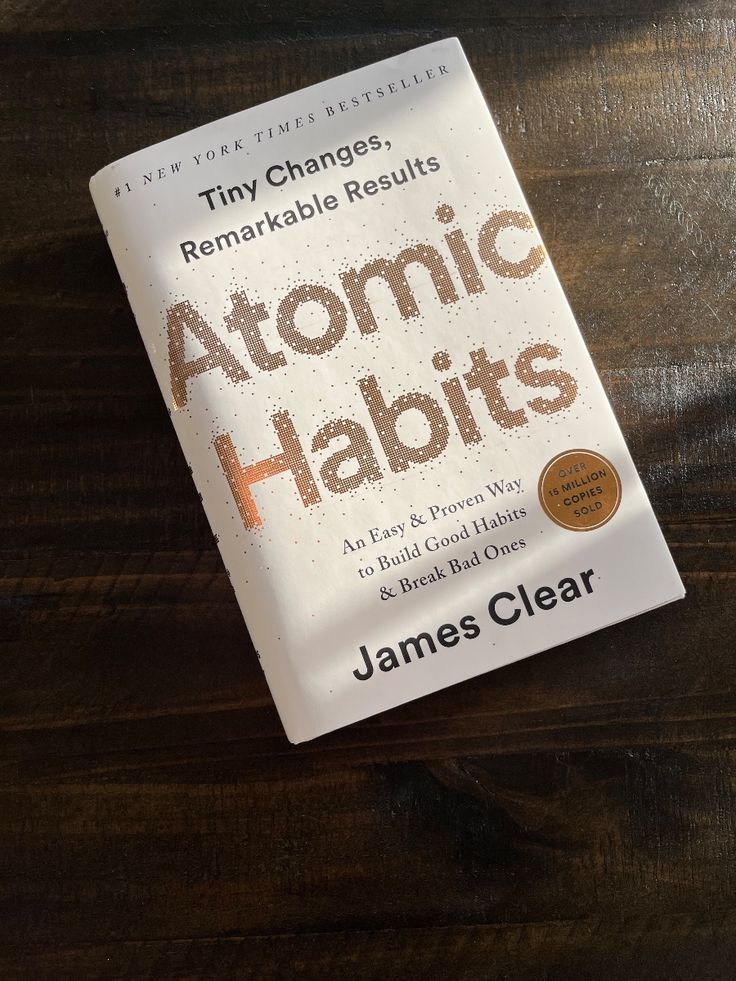 #1 NEW YORK TIMES BESTSELLER
Tiny Changes,
Remarkable Results
Atomic
Habits
An Easy & Proven Way
to Build Good Habits
& Break Bad Ones
OVER
15 MILLION
COPIES
SOLD
James Clear